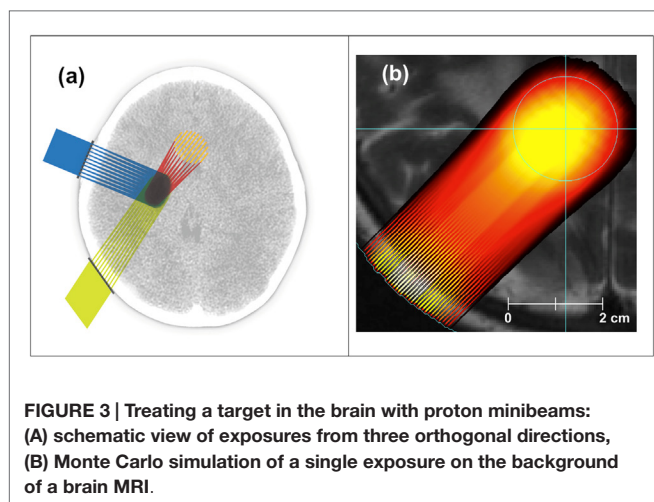 (a)
(b)
0 2 cm
FIGURE 3 | Treating a target in the brain with proton minibeams:
(A) schematic view of exposures from three orthogonal directions,
(B) Monte Carlo simulation of a single exposure on the background
of a brain MRI.